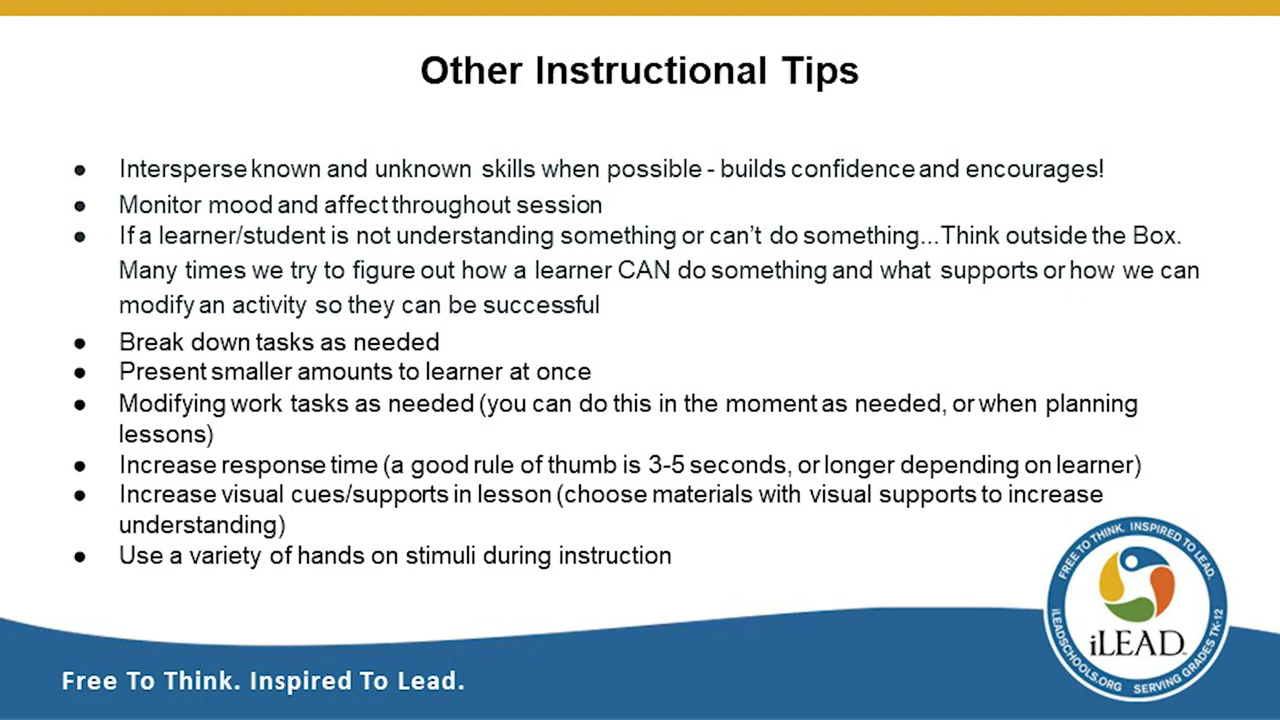 Other Instructional Tips
● Intersperse known and unknown skills when possible - builds confidence and encourages!
● Monitor mood and affect throughout session
● If a learner/student is not understanding something or can’t do something...Think outside the Box.
Many times we try to figure out how a learner CAN do something and what supports or how we can
modify an activity so they can be successful
● Break down tasks as needed
● Present smaller amounts to learner at once
● Modifying work tasks as needed (you can do this in the moment as needed, or when planning
lessons)
● Increase response time (a good rule of thumb is 3-5 seconds, or longer depending on learner)
● Increase visual cues/supports in lesson (choose materials with visual supports to increase
understanding)
● Use a variety of hands on stimuli during instruction
FREE TO THINK. INSPIRED TO LEAD.
iLEAD
iLEADSCHOOLS.ORG
SERVING GRADES TK-12
Free To Think. Inspired To Lead.